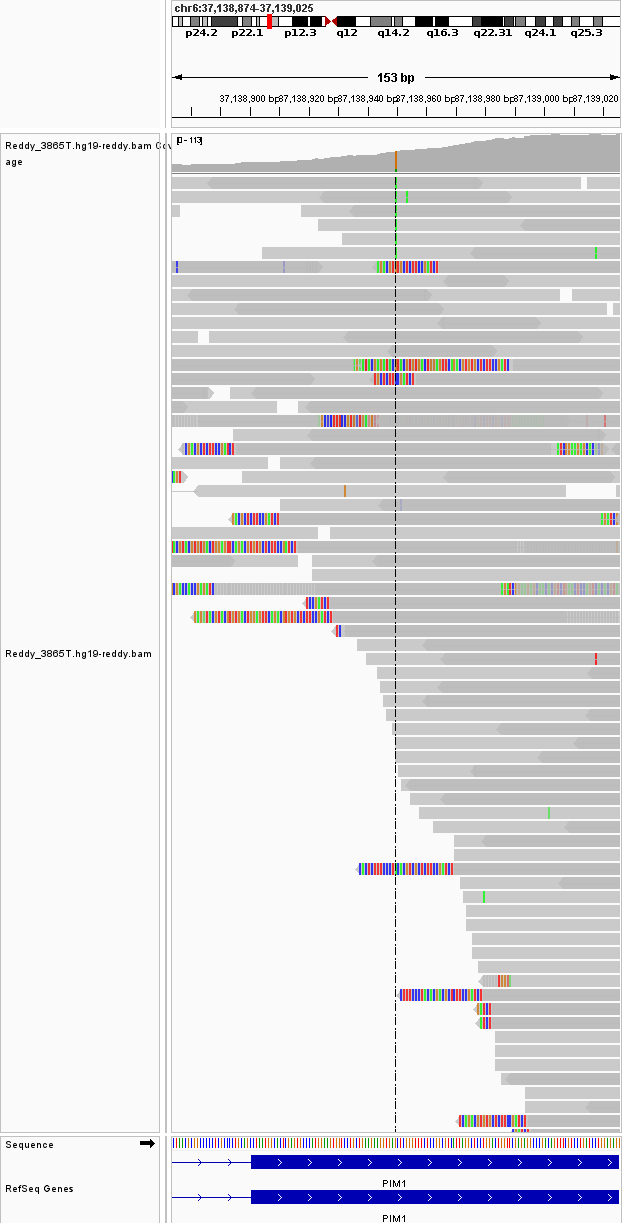 chr6:37,138,874-37,139,025
p24.2 p22.1 p12.3 q12 q14.2 q16.3 q22.31 q24.1 q25.3
153 bp
37,138,900 bp 37,138,920 bp 37,138,940 bp 37,138,960 bp 37,138,980 bp 37,139,000 bp 37,139,020
Reddy_3865T.hg19-reddy.bam Cov
age
[0 - 113]
Reddy_3865T.hg19-reddy.bam
Sequence
PIM1
RefSeq Genes
PIM1